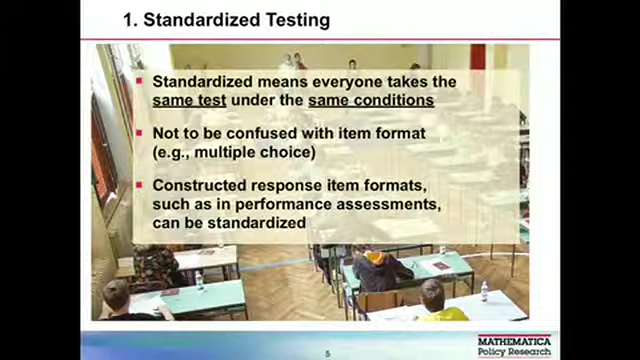 1. Standardized Testing
Standardized means everyone takes the
same test under the same conditions
Not to be confused with item format
(e.g., multiple choice)
Constructed response item formats,
such as in performance assessments,
can be standardized
MATHEMATICA
Policy Research
5